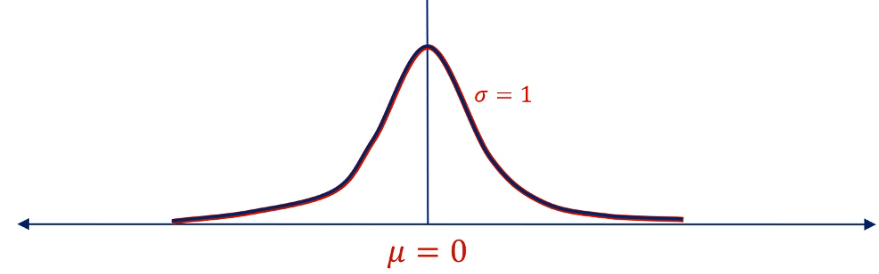 σ = 1
μ = 0